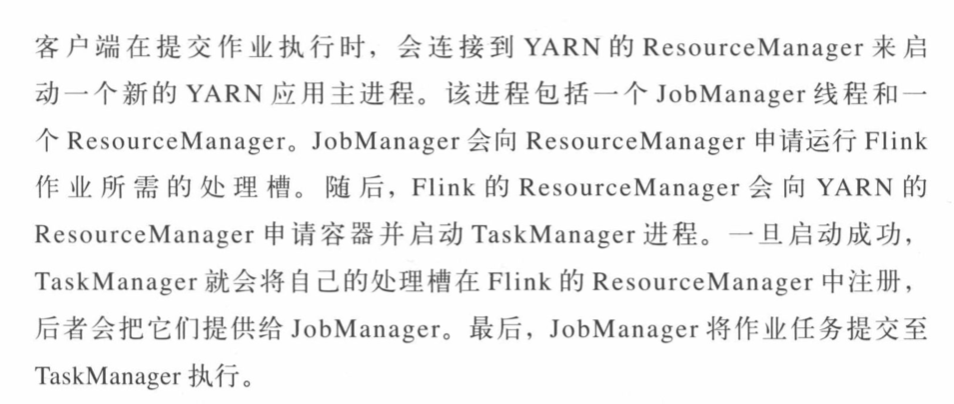 客户端在提交作业执行时，会连接到 YARN 的 ResourceManager 来启
动一个新的 YARN 应用主进程。该进程包括一个 JobManager 线程和一
个 ResourceManager。JobManager 会向 ResourceManager 申请运行 Flink
作业所需的处理槽。随后，Flink 的 ResourceManager 会向 YARN 的
ResourceManager 申请容器并启动 TaskManager 进程。一旦启动成功，
TaskManager 就会将自己的处理槽在 Flink 的 ResourceManager 中注册，
后者会把它们提供给 JobManager。最后，JobManager 将作业任务提交至
TaskManager 执行。